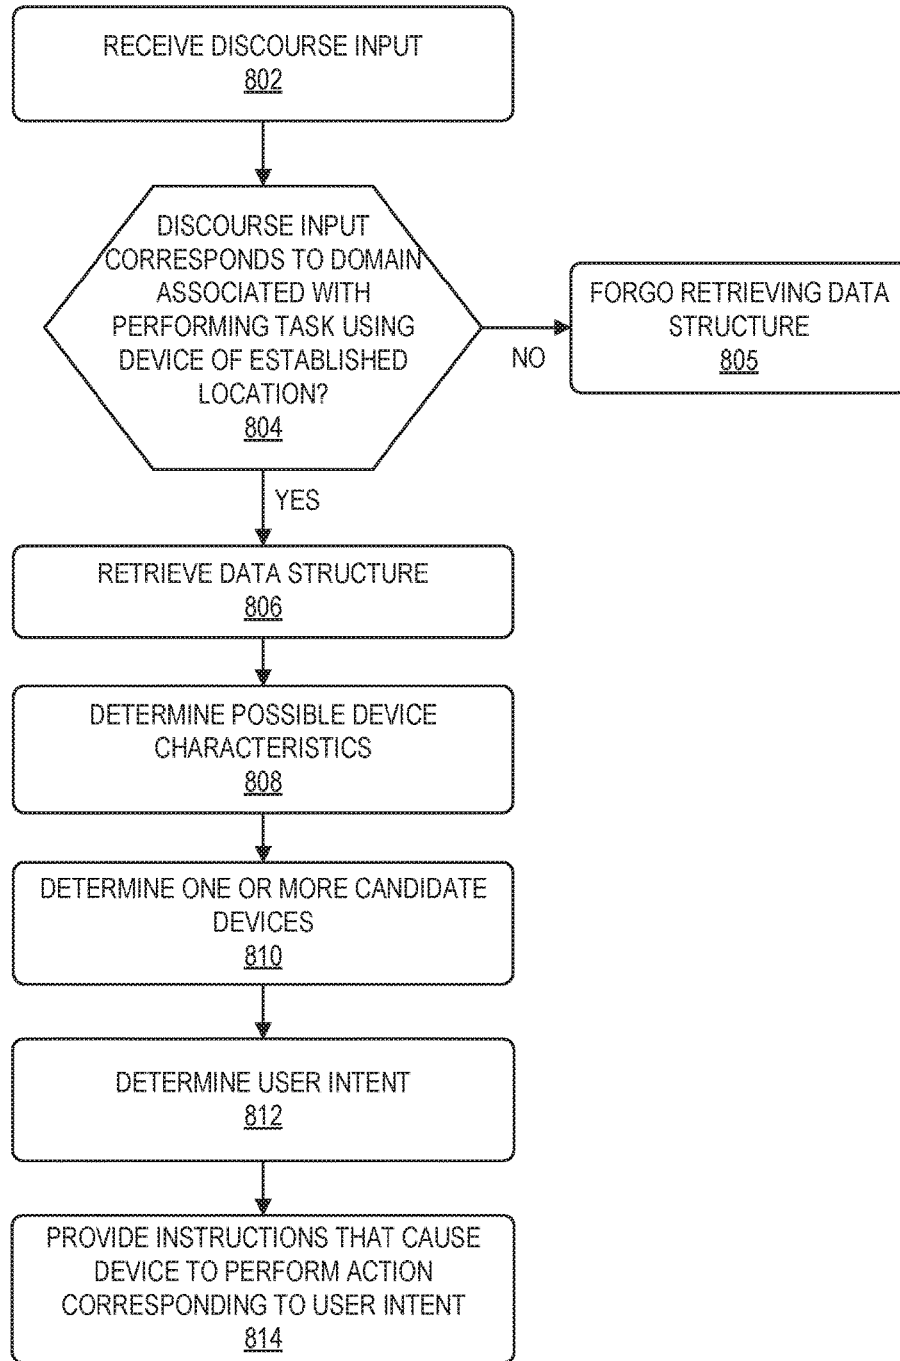 RECEIVE DISCOURSE INPUT
802
DISCOURSE INPUT
CORRESPONDS TO DOMAIN
ASSOCIATED WITH
PERFORMING TASK USING
DEVICE OF ESTABLISHED
LOCATION?
804
NO
FORGO RETRIEVING DATA
STRUCTURE
805
YES
RETRIEVE DATA STRUCTURE
806
DETERMINE POSSIBLE DEVICE
CHARACTERISTICS
808
DETERMINE ONE OR MORE CANDIDATE
DEVICES
810
DETERMINE USER INTENT
812
PROVIDE INSTRUCTIONS THAT CAUSE
DEVICE TO PERFORM ACTION
CORRESPONDING TO USER INTENT
814